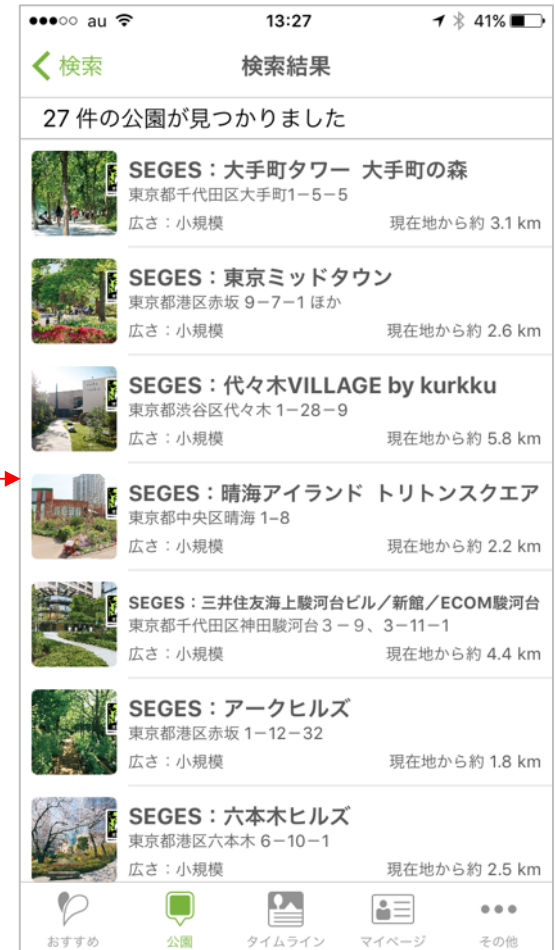 au 13:27 41%
検索 検索結果
27 件の公園が見つかりました
SEGES：大手町タワー 大手町の森
東京都千代田区大手町1－5－5
広さ：小規模 現在地から約 3.1 km
SEGES：東京ミッドタウン
東京都港区赤坂 9－7－1 ほか
広さ：小規模 現在地から約 2.6 km
SEGES：代々木VILLAGE by kurkku
東京都渋谷区代々木 1－28－9
広さ：小規模 現在地から約 5.8 km
SEGES：晴海アイランド トリトンスクエア
東京都中央区晴海 1–8
広さ：小規模 現在地から約 2.2 km
SEGES：三井住友海上駿河台ビル／新館／ECOM駿河台
東京都千代田区神田駿河台３－９、3－11－1
広さ：小規模 現在地から約 4.4 km
SEGES：アークヒルズ
東京都港区赤坂 1－12－32
広さ：小規模 現在地から約 1.8 km
SEGES：六本木ヒルズ
東京都港区六本木 6－10－1
広さ：小規模 現在地から約 2.5 km
おすすめ 公園 タイムライン マイページ その他